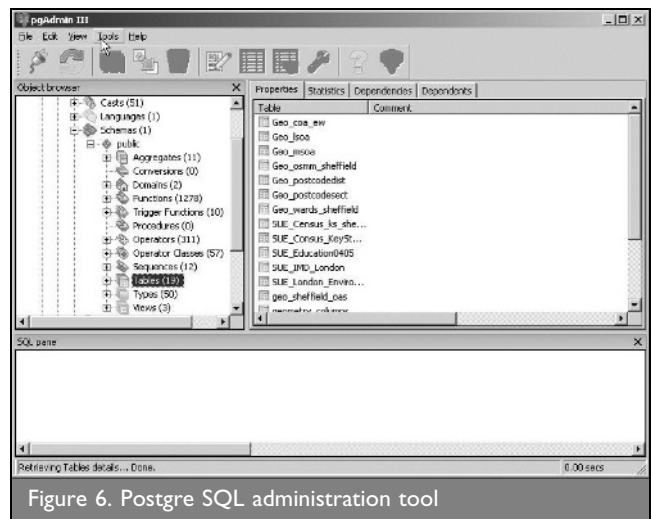 pgAdmin III
File Edit View Tools Help
Object browser
Casts (51)
Languages (1)
Schemas (1)
public
Aggregates (11)
Conversions (0)
Domains (2)
Functions (1278)
Trigger Functions (10)
Procedures (0)
Operators (311)
Operator Classes (57)
Sequences (12)
Tables (19)
Types (50)
Views (3)
Properties Statistics Dependencies Dependents
Table Comment
Geo_coa_ew
Geo_lsoa
Geo_msoa
Geo_osmm_sheffield
Geo_postcodedist
Geo_postcodesect
Geo_wards_sheffield
SUE_Census_ks_she...
SUE_Census_KeySt...
SUE_Education0405
SUE_IMD_London
SUE_London_Enviro...
geo_sheffield_oas
geometry_columns
SQL pane
Retrieving Tables details... Done.
0.00 secs
Figure 6. Postgre SQL administration tool